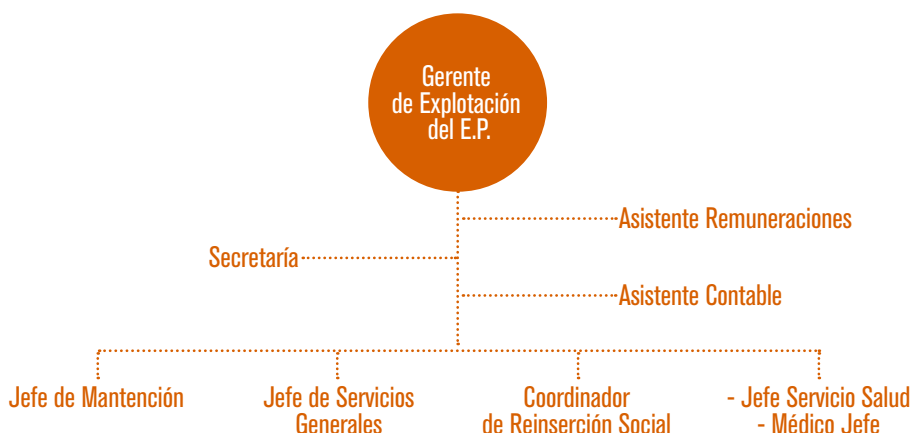 Gerente
de Explotación
del E.P.
Asistente Remuneraciones
Secretaría
Asistente Contable
Jefe de Mantención
Jefe de Servicios
Generales
Coordinador
de Reinserción Social
- Jefe Servicio Salud
- Médico Jefe